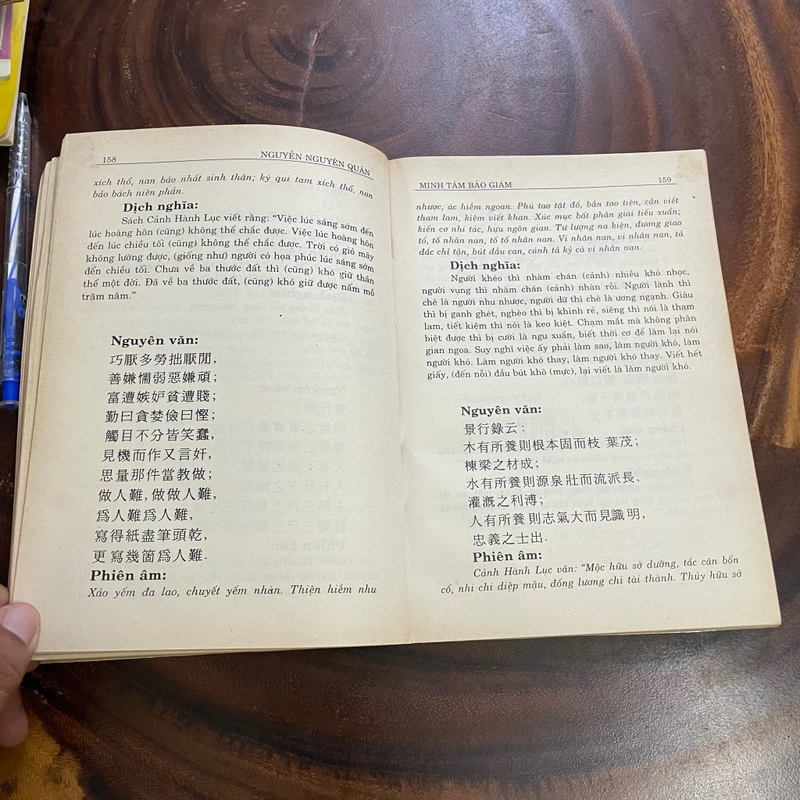 158 NGUYỄN NGUYÊN QUÂN
xích thổ, nan bảo nhất sinh thân; ký qui tam xích thổ, nan
bảo bách niên phần.
Dịch nghĩa:
Sách Cảnh Hành Lục viết rằng: “Việc lúc sáng sớm đến
lúc hoàng hôn (cũng) không thể chắc được. Việc lúc hoàng hôn
đến lúc chiều tối (cũng) không thể chắc được. Trời có gió mây
không lường được, (giống như) người có họa phúc lúc sáng sớm
đến chiều tối. Chưa về ba thước đất thì (cũng) khó giữ thân
thể một đời. Đã về ba thước đất, (cũng) khó giữ được nấm mồ
trăm năm.”
Nguyên văn:
巧厭多勞拙厭閒,
善嫌懦弱惡嫌頑;
富遭嫉妒貧遭賤;
勤曰貪婪儉曰慳;
觸目不分皆笑蠢,
見機而作又言奸,
思量那件當教做;
做人難, 做做人難,
爲人難爲人難,
寫得紙盡筆頭乾,
更寫幾箇爲人難.
Phiên âm:
Xảo yếm đa lao, chuyết yếm nhàn. Thiện hiềm nhu
MINH TÂM BẢO GIÁM 159
nhược, ác hiềm ngoan. Phú tao tật đố, bần tao tiện, cần viết
tham lam, kiệm viết khan. Xúc mục bất phân giai tiếu xuẩn;
kiến cơ nhi tác, hựu ngôn gian. Tư lượng na kiện, đương giao
tố, tố nhân nan, tố tố nhân nan. Vi nhân nan, vi nhân nan, tả
đắc chỉ tận, bút đầu can, cánh tả kỷ cá vi nhân nan.
Dịch nghĩa:
Người khéo thì nhàm chán (cảnh) nhiều khó nhọc,
người vụng thì nhàm chán (cảnh) nhàn rỗi. Người lành thì
chê là người nhu nhược, người dữ thì chê là ương ngạnh. Giàu
thì bị ganh ghét, nghèo thì bị khinh rẻ, siêng thì nói là tham
lam, tiết kiệm thì nói là keo kiệt. Chạm mắt mà không phân
biệt được thì bị cười là ngu xuẩn, biết thời cơ để làm lại nói
gian ngoa. Suy nghĩ việc ấy phải làm sao, làm người khó, làm
người khó. Làm người khó thay, làm người khó thay. Viết hết
giấy, (đến nỗi) đầu bút khô (mực), lại viết là làm người khó.
Nguyên văn:
景行錄云:
木有所養則根本固而枝 葉茂;
棟梁之材成;
水有所養則源泉壯而流派長,
灌溉之利溥;
人有所養則志氣大而見識明,
忠義之士出.
Phiên âm:
Cảnh Hành Lục vân: “Mộc hữu sở dưỡng, tắc căn bổn
cố, nhi chi diệp mậu, đống lương chi tài thành. Thủy hữu sở